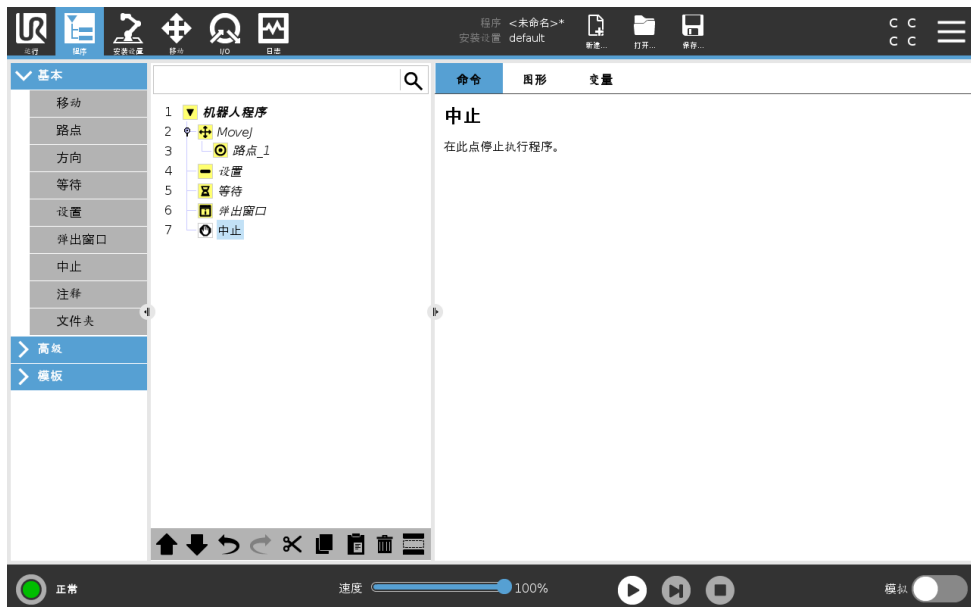 UR
运行
程序
安装设置
移动
I/O
日志
程序 <未命名>*
安装设置 default
新建...
打开...
保存...
C C
C C
基本
移动
路点
方向
等待
设置
弹出窗口
中止
注释
文件夹
高级
模板
1 机器人程序
2 MoveJ
3 路点_1
4 设置
5 等待
6 弹出窗口
7 中止
命令 图形 变量
中止
在此点停止执行程序。
正常
速度 100%
模拟